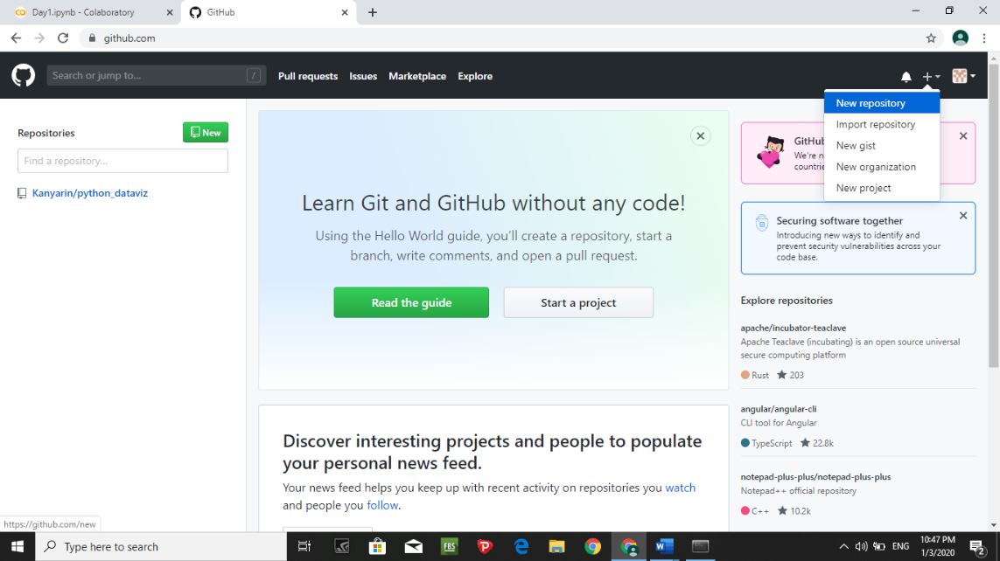 Day1.ipynb - Colaboratory
GitHub
github.com
Search or jump to...
/
Pull requests
Issues
Marketplace
Explore
New repository
Import repository
New gist
New organization
New project
Repositories
New
Find a repository...
Kanyarin/python_dataviz
Learn Git and GitHub without any code!
Using the Hello World guide, you'll create a repository, start a
branch, write comments, and open a pull request.
Read the guide
Start a project
Discover interesting projects and people to populate
your personal news feed.
Your news feed helps you keep up with recent activity on repositories you watch
and people you follow.
We're
Securing software together
Introducing new ways to identify and
prevent security vulnerabilities across your
code base.
Explore repositories
apache/incubator-teaclave
Apache Teaclave (incubating) is an open source universal
secure computing platform
Rust 203
angular/angular-cli
CLI tool for Angular
TypeScript 22.8k
notepad-plus-plus/notepad-plus-plus
Notepad++ official repository
C++ 10.2k
https://github.com/new
Type here to search
FBS
ENG
10:47 PM
1/3/2020
2